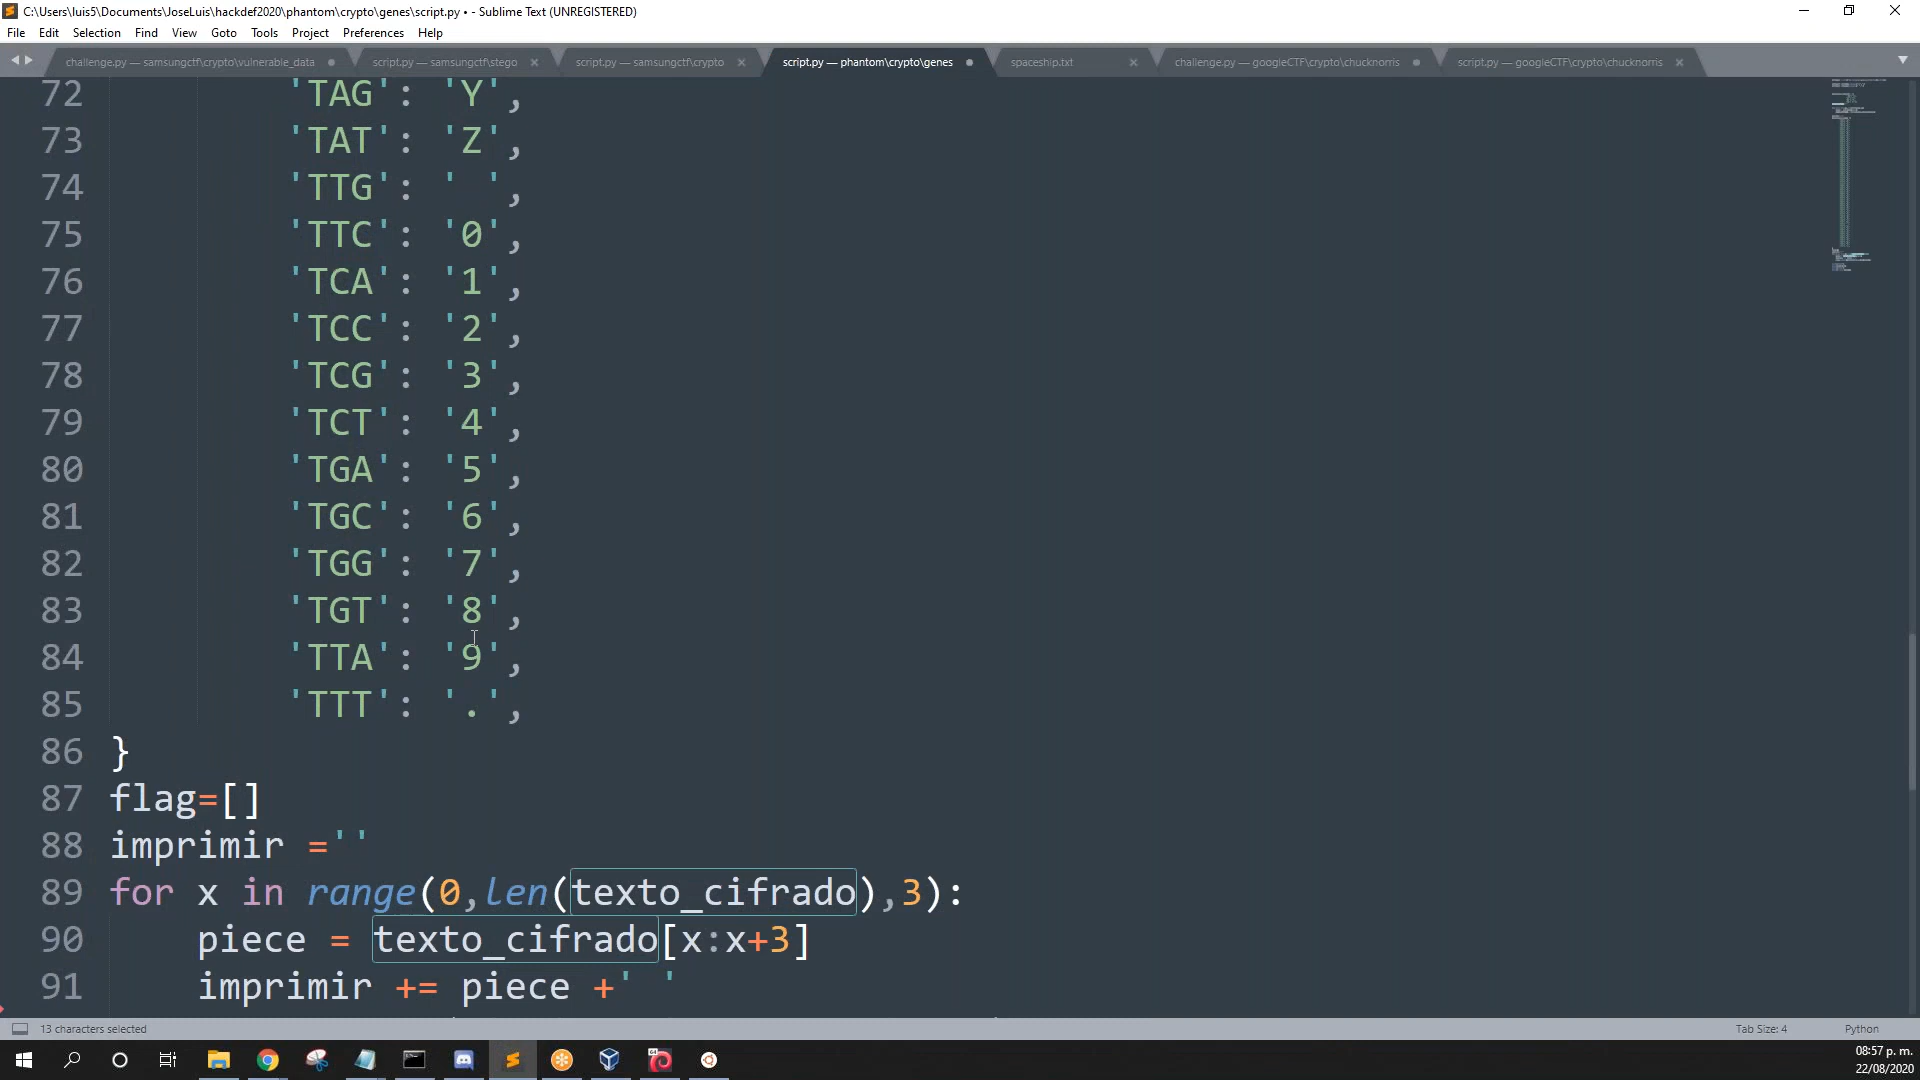 C:\Users\luis5\Documents\JoseLuis\hackdef2020\phantom\crypto\genes\script.py • - Sublime Text (UNREGISTERED)
File Edit Selection Find View Goto Tools Project Preferences Help
challenge.py — samsungctf\crypto\vulnerable_data script.py — samsungctf\stego script.py — samsungctf\crypto script.py — phantom\crypto\genes spaceship.txt challenge.py — googleCTF\crypto\chucknorris script.py — googleCTF\crypto\chucknorris
72 'TAG': 'Y',
73 'TAT': 'Z',
74 'TTG': ' ',
75 'TTC': '0',
76 'TCA': '1',
77 'TCC': '2',
78 'TCG': '3',
79 'TCT': '4',
80 'TGA': '5',
81 'TGC': '6',
82 'TGG': '7',
83 'TGT': '8',
84 'TTA': '9',
85 'TTT': '.',
86 }
87 flag=[]
88 imprimir =''
89 for x in range(0,len(texto_cifrado),3):
90 piece = texto_cifrado[x:x+3]
91 imprimir += piece +' '
13 characters selected Tab Size: 4 Python
08:57 p. m.
22/08/2020